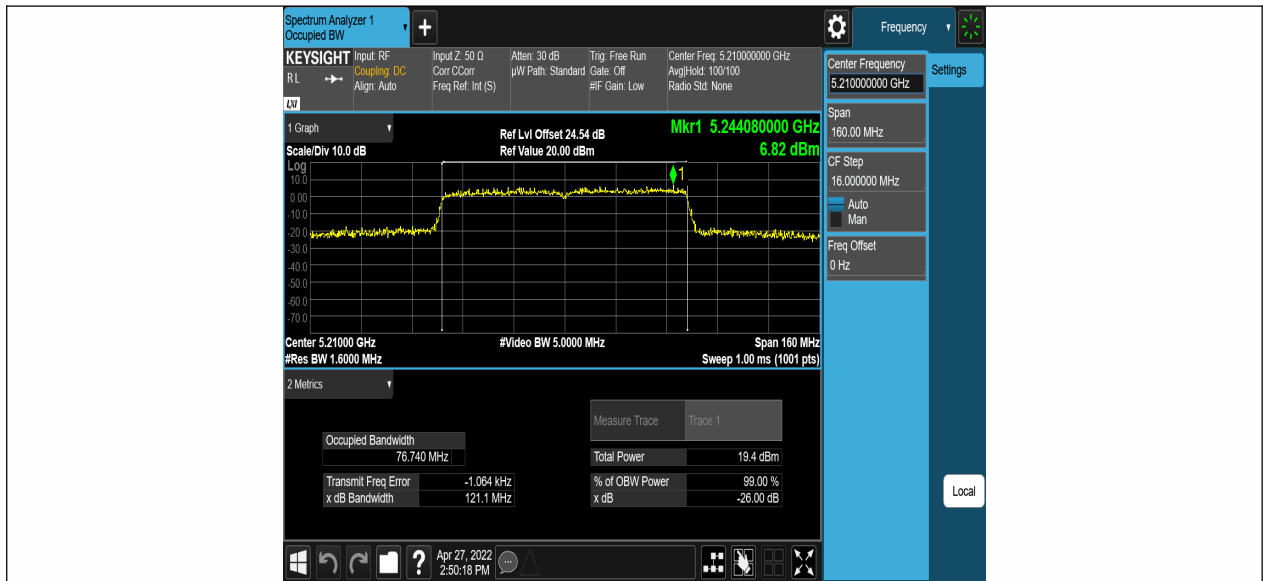 Spectrum Analyzer 1
Occupied BW
+
Frequency
KEYSIGHT
RL
LXI
Input: RF
Coupling: DC
Align: Auto
Input Z: 50 Ω
Corr CCorr
Freq Ref: Int (S)
Atten: 30 dB
µW Path: Standard
Trig: Free Run
Gate: Off
#IF Gain: Low
Center Freq: 5.210000000 GHz
Avg|Hold: 100/100
Radio Std: None
Center Frequency
5.210000000 GHz
Settings
Span
160.00 MHz
CF Step
16.000000 MHz
Auto
Man
Freq Offset
0 Hz
Local
1 Graph
Scale/Div 10.0 dB
Ref Lvl Offset 24.54 dB
Ref Value 20.00 dBm
Mkr1 5.244080000 GHz
6.82 dBm
Log
10.0
0.00
-10.0
-20.0
-30.0
-40.0
-50.0
-60.0
-70.0
1
Center 5.21000 GHz
#Res BW 1.6000 MHz
#Video BW 5.0000 MHz
Span 160 MHz
Sweep 1.00 ms (1001 pts)
2 Metrics
Measure Trace Trace 1
Occupied Bandwidth
76.740 MHz
Total Power 19.4 dBm
Transmit Freq Error -1.064 kHz
x dB Bandwidth 121.1 MHz
% of OBW Power 99.00 %
x dB -26.00 dB
?
Apr 27, 2022
2:50:18 PM